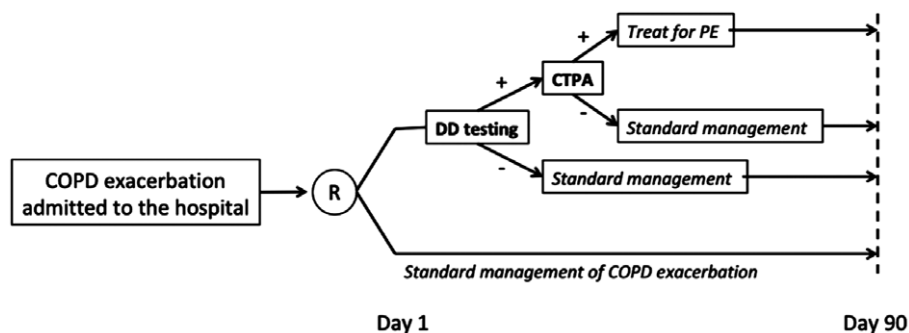 Treat for PE
+
+
CTPA
-
DD testing
Standard management
-
Standard management
COPD exacerbation
admitted to the hospital
R
Standard management of COPD exacerbation
Day 1
Day 90